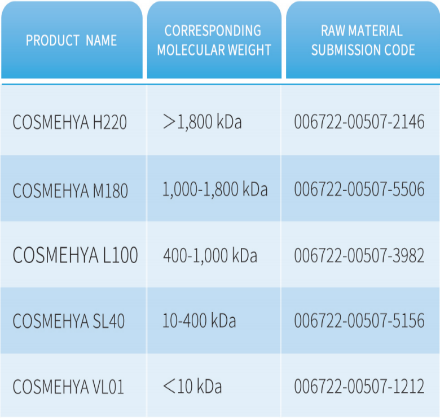 PRODUCT NAME
CORRESPONDING
MOLECULAR WEIGHT
RAW MATERIAL
SUBMISSION CODE
COSMEHYA H220 >1,800 kDa 006722-00507-2146
COSMEHYA M180 1,000-1,800 kDa 006722-00507-5506
COSMEHYA L100 400-1,000 kDa 006722-00507-3982
COSMEHYA SL40 10-400 kDa 006722-00507-5156
COSMEHYA VL01 <10 kDa 006722-00507-1212